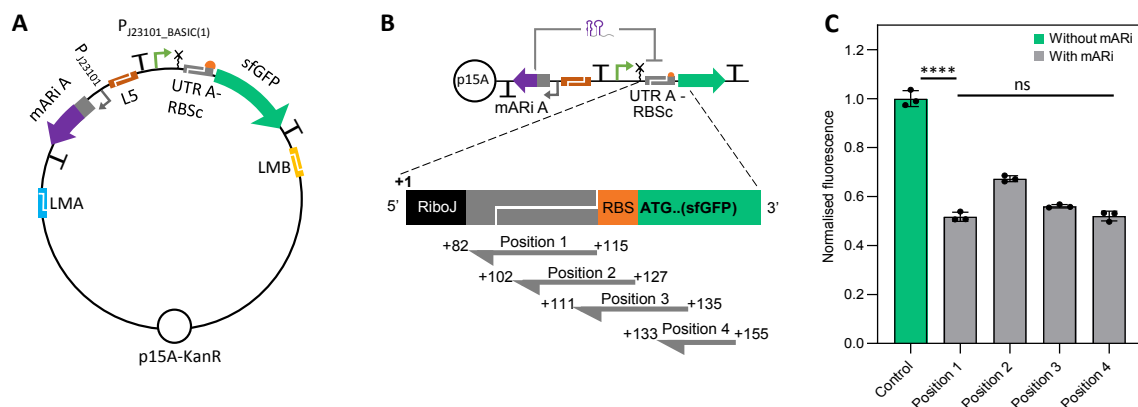 A
P J23101_BASIC(1)
P J23101
sfGFP
mARi A
L5
UTR A-
RBSc
LMB
LMA
p15A-KanR
B
p15A
mARi A
UTR A -
RBSc
+1
5'
RiboJ
RBS
ATG..(sfGFP)
3'
+82
Position 1
+115
+102
Position 2
+127
+111
Position 3
+135
+133
Position 4
+155
C
Without mARi
With mARi
****
ns
Normalised fluorescence
1.2
1.0
0.8
0.6
0.4
0.2
0.0
Control
Position 1
Position 2
Position 3
Position 4